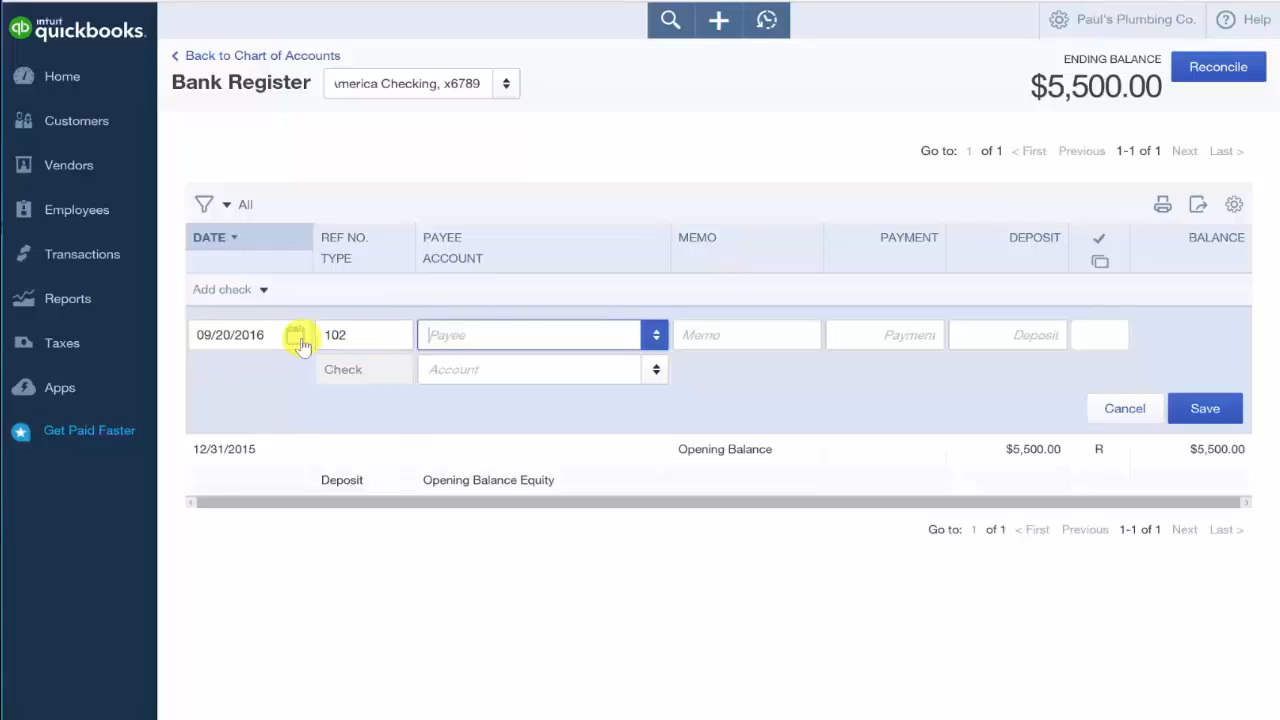 intuit
qb quickbooks.
Paul's Plumbing Co.
? Help
Home
Customers
Vendors
Employees
Transactions
Reports
Taxes
Apps
Get Paid Faster
Back to Chart of Accounts
Bank Register
America Checking, x6789
ENDING BALANCE
$5,500.00
Reconcile
Go to: 1 of 1 < First Previous 1-1 of 1 Next Last >
All
DATE REF NO. PAYEE MEMO PAYMENT DEPOSIT BALANCE
TYPE ACCOUNT
Add check
09/20/2016 102 Payee Memo Payment Deposit
Check Account
Cancel Save
12/31/2015 Opening Balance $5,500.00 R $5,500.00
Deposit Opening Balance Equity
Go to: 1 of 1 < First Previous 1-1 of 1 Next Last >